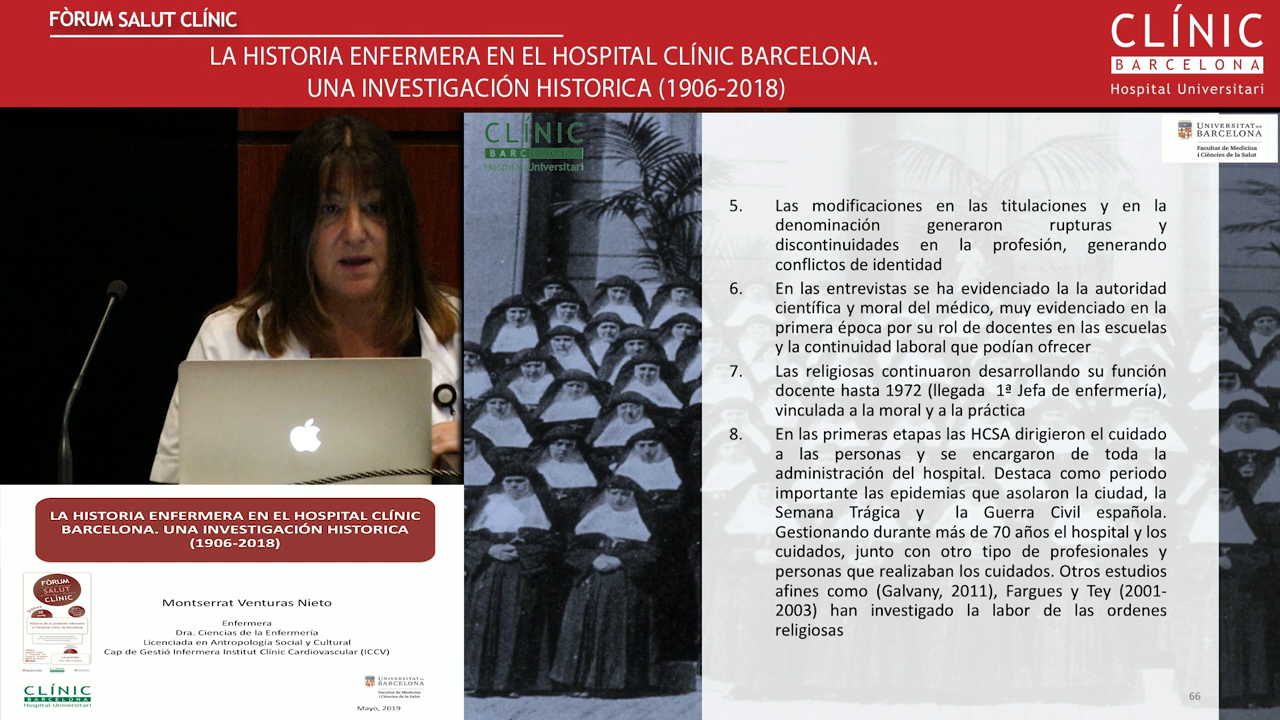 FÒRUM SALUT CLÍNIC
LA HISTORIA ENFERMERA EN EL HOSPITAL CLÍNIC BARCELONA.
UNA INVESTIGACIÓN HISTORICA (1906-2018)
CLÍNIC
BARCELONA
Hospital Universitari
CLÍNIC
BARCELONA
Hospital Universitari
UNIVERSITAT DE
BARCELONA
Facultat de Medicina
i Ciències de la Salut
5. Las modificaciones en las titulaciones y en la
denominación generaron rupturas y
discontinuidades en la profesión, generando
conflictos de identidad
6. En las entrevistas se ha evidenciado la la autoridad
científica y moral del médico, muy evidenciado en la
primera época por su rol de docentes en las escuelas
y la continuidad laboral que podían ofrecer
7. Las religiosas continuaron desarrollando su función
docente hasta 1972 (llegada 1ª Jefa de enfermería),
vinculada a la moral y a la práctica
8. En las primeras etapas las HCSA dirigieron el cuidado
a las personas y se encargaron de toda la
administración del hospital. Destaca como periodo
importante las epidemias que asolaron la ciudad, la
Semana Trágica y la Guerra Civil española.
Gestionando durante más de 70 años el hospital y los
cuidados, junto con otro tipo de profesionales y
personas que realizaban los cuidados. Otros estudios
afines como (Galvany, 2011), Fargues y Tey (2001-
2003) han investigado la labor de las ordenes
religiosas
66
LA HISTORIA ENFERMERA EN EL HOSPITAL CLÍNIC
BARCELONA. UNA INVESTIGACIÓN HISTORICA
(1906-2018)
FÒRUM
SALUT
CLÍNIC
Montserrat Venturas Nieto
Enfermera
Dra. Ciencias de la Enfermería
Licenciada en Antropología Social y Cultural
Cap de Gestió Infermera Institut Clínic Cardiovascular (ICCV)
CLÍNIC
BARCELONA
Hospital Universitari
UNIVERSITAT DE
BARCELONA
Facultat de Medicina
i Ciències de la Salut
Mayo, 2019